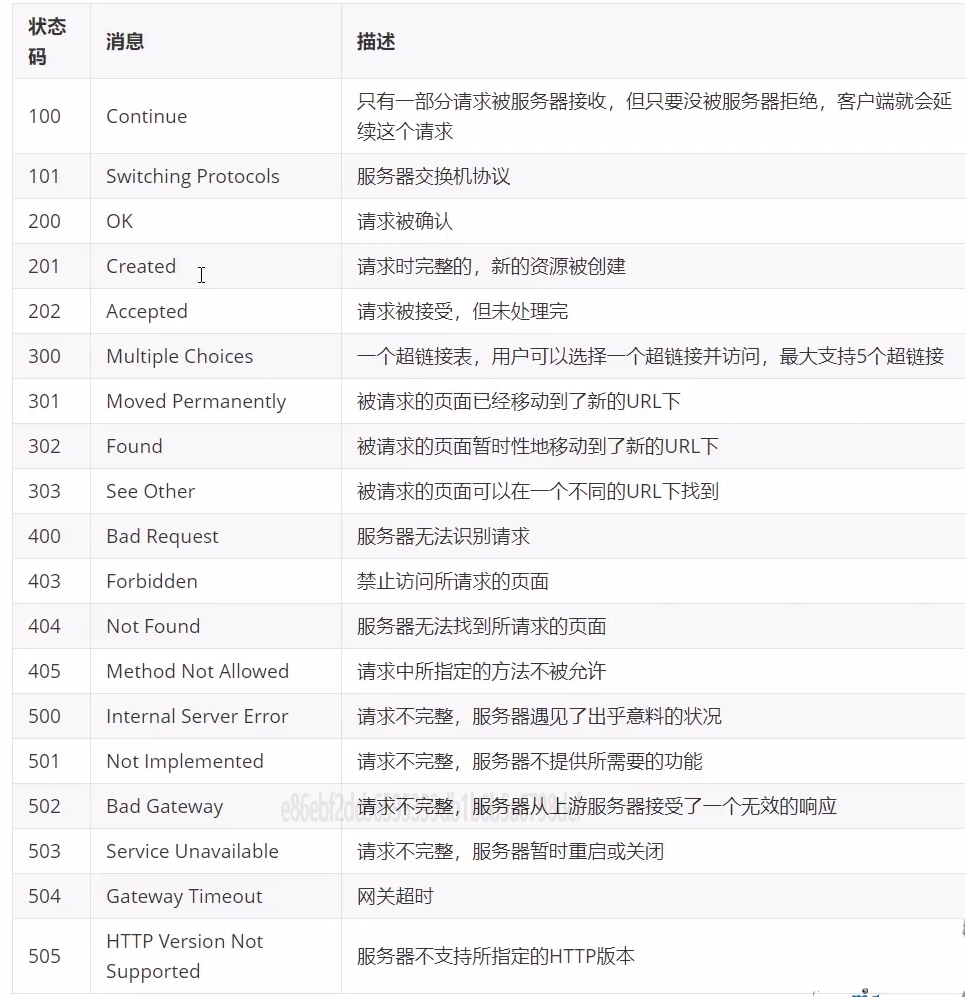 状态码 消息 描述
100 Continue 只有一部分请求被服务器接收，但只要没被服务器拒绝，客户端就会延
续这个请求
101 Switching Protocols 服务器交换机协议
200 OK 请求被确认
201 Created 请求时完整的，新的资源被创建
202 Accepted 请求被接受，但未处理完
300 Multiple Choices 一个超链接表，用户可以选择一个超链接并访问，最大支持5个超链接
301 Moved Permanently 被请求的页面已经移动到了新的URL下
302 Found 被请求的页面暂时性地移动到了新的URL下
303 See Other 被请求的页面可以在一个不同的URL下找到
400 Bad Request 服务器无法识别请求
403 Forbidden 禁止访问所请求的页面
404 Not Found 服务器无法找到所请求的页面
405 Method Not Allowed 请求中所指定的方法不被允许
500 Internal Server Error 请求不完整，服务器遇见了出乎意料的状况
501 Not Implemented 请求不完整，服务器不提供所需要的功能
502 Bad Gateway 请求不完整，服务器从上游服务器接受了一个无效的响应
503 Service Unavailable 请求不完整，服务器暂时重启或关闭
504 Gateway Timeout 网关超时
505 HTTP Version Not
Supported 服务器不支持所指定的HTTP版本